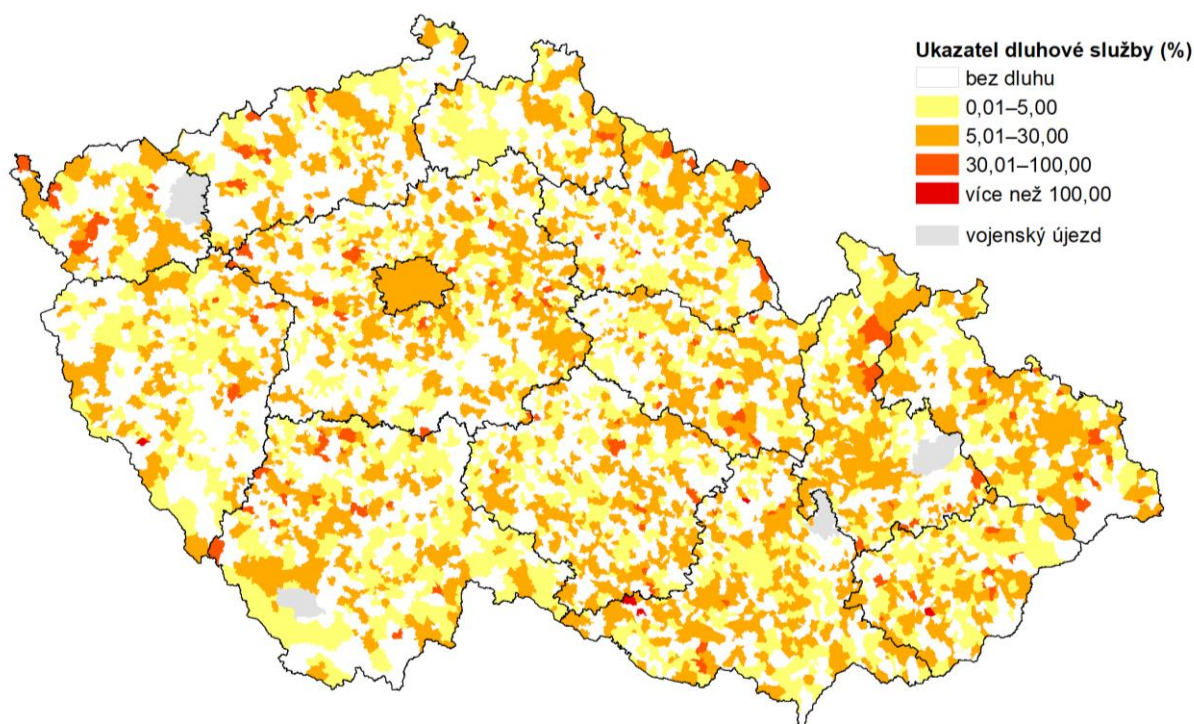 Ukazatel dluhové služby (%)
bez dluhu
0,01–5,00
5,01–30,00
30,01–100,00
více než 100,00
vojenský újezd